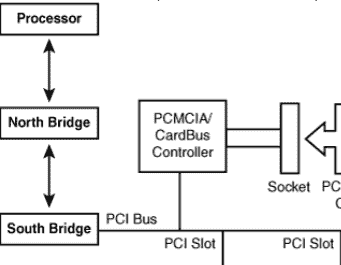 Processor
North Bridge
PCMCIA/
CardBus
Controller
Socket
South Bridge
PCI Bus
PCI Slot
PCI Slot